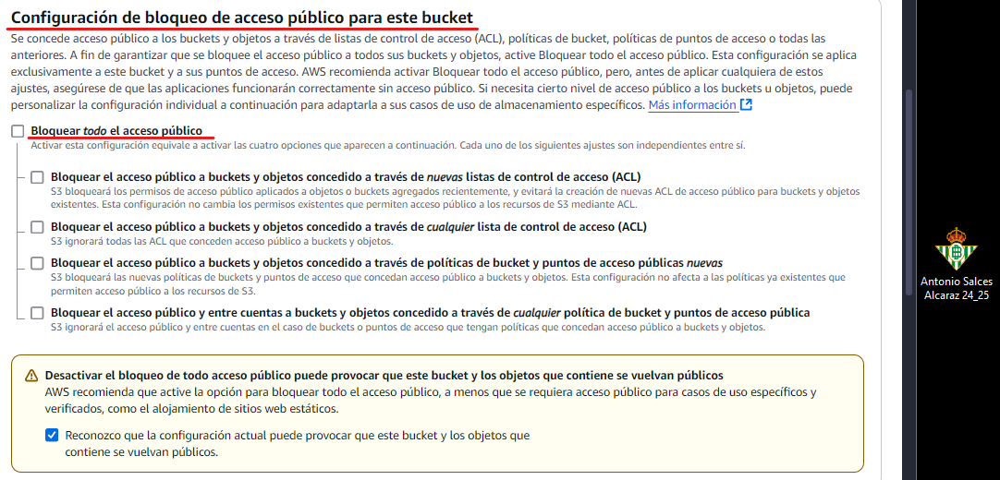 Configuración de bloqueo de acceso público para este bucket
Se concede acceso público a los buckets y objetos a través de listas de control de acceso (ACL), políticas de bucket, políticas de puntos de acceso o todas las
anteriores. A fin de garantizar que se bloquee el acceso público a todos sus buckets y objetos, active Bloquear todo el acceso público. Esta configuración se aplica
exclusivamente a este bucket y a sus puntos de acceso. AWS recomienda activar Bloquear todo el acceso público, pero, antes de aplicar cualquiera de estos
ajustes, asegúrese de que las aplicaciones funcionarán correctamente sin acceso público. Si necesita cierto nivel de acceso público a los buckets u objetos, puede
personalizar la configuración individual a continuación para adaptarla a sus casos de uso de almacenamiento específicos. Más información
Bloquear todo el acceso público
Activar esta configuración equivale a activar las cuatro opciones que aparecen a continuación. Cada uno de los siguientes ajustes son independientes entre sí.
Bloquear el acceso público a buckets y objetos concedido a través de nuevas listas de control de acceso (ACL)
S3 bloqueará los permisos de acceso público aplicados a objetos o buckets agregados recientemente, y evitará la creación de nuevas ACL de acceso público para buckets y objetos
existentes. Esta configuración no cambia los permisos existentes que permiten acceso público a los recursos de S3 mediante ACL.
Bloquear el acceso público a buckets y objetos concedido a través de cualquier lista de control de acceso (ACL)
S3 ignorará todas las ACL que conceden acceso público a buckets y objetos.
Bloquear el acceso público a buckets y objetos concedido a través de políticas de bucket y puntos de acceso públicas nuevas
S3 bloqueará las nuevas políticas de buckets y puntos de acceso que concedan acceso público a buckets y objetos. Esta configuración no afecta a las políticas ya existentes que
permiten acceso público a los recursos de S3.
Bloquear el acceso público y entre cuentas a buckets y objetos concedido a través de cualquier política de bucket y puntos de acceso pública
S3 ignorará el acceso público y entre cuentas en el caso de buckets o puntos de acceso que tengan políticas que concedan acceso público a buckets y objetos.
Desactivar el bloqueo de todo acceso público puede provocar que este bucket y los objetos que contiene se vuelvan públicos
AWS recomienda que active la opción para bloquear todo el acceso público, a menos que se requiera acceso público para casos de uso específicos y
verificados, como el alojamiento de sitios web estáticos.
Reconozco que la configuración actual puede provocar que este bucket y los objetos que
contiene se vuelvan públicos.
Antonio Salces
Alcaraz 24_25